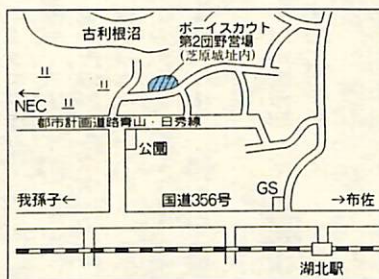 古利根沼
ボーイスカウト
第2団野営場
(芝原城址内)
NEC
都市計画道路青山・日秀線
公園
我孫子←
国道356号
GS
→布佐
湖北駅